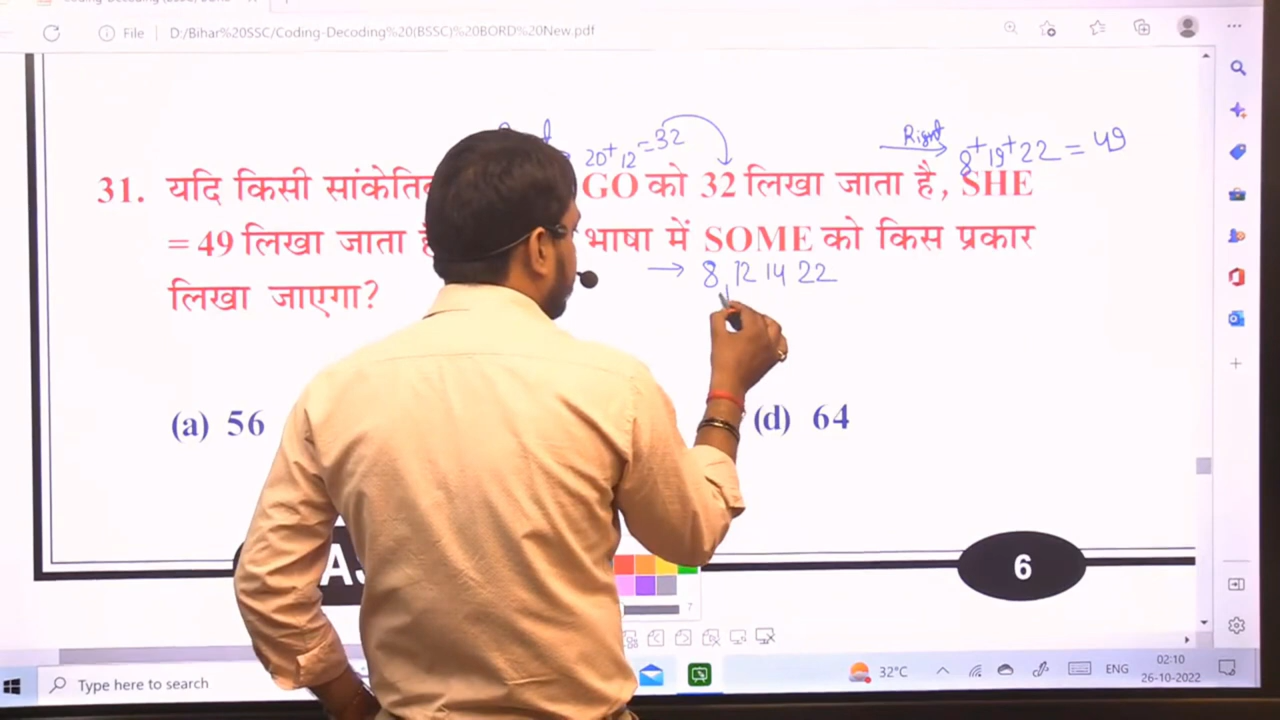 File D:/Bihar%20SSC/Coding-Decoding%20(BSSC)%20BORD%20New.pdf
20+12=32
Right 8+19+22=49
31. यदि किसी GO को 32 लिखा जाता है, SHE
= 49 लिखा जाता भाषा में SOME को किस प्रकार
→ 8 12 14 22
लिखा जाएगा?
(a) 56 (d) 64
6
7
Type here to search 32°C ENG 02:10
26-10-2022